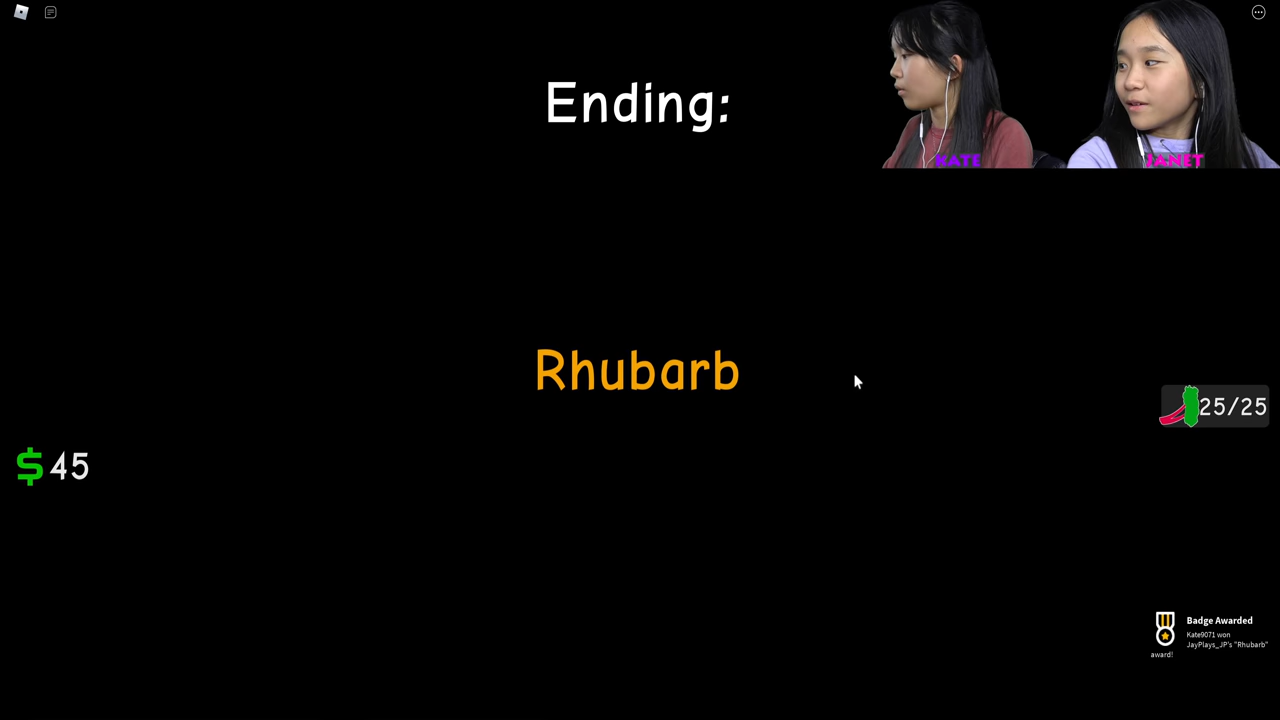 Ending:
KATE
JANET
Rhubarb
25/25
$45
Badge Awarded
Kate9071 won
JayPlays_JP's "Rhubarb"
award!